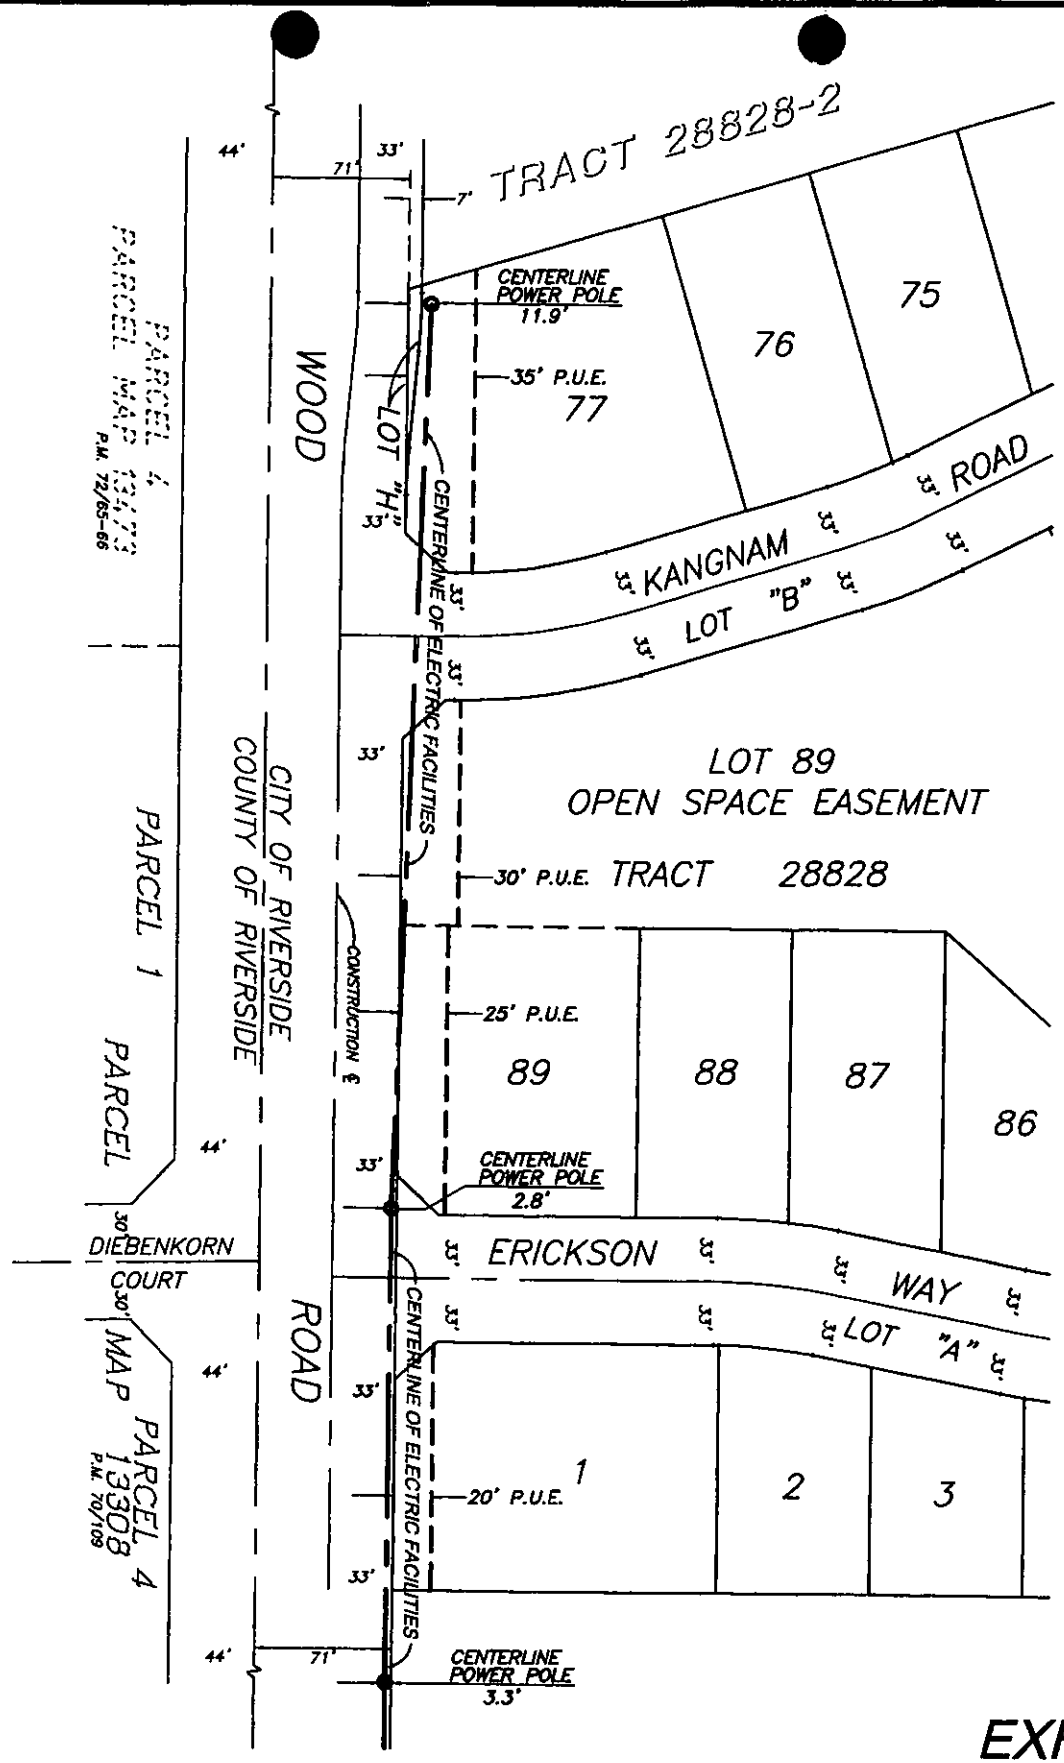 TRACT 28828-2
44'
71'
33'
7'
CENTERLINE
POWER POLE
11.9'
75
76
35' P.U.E.
77
WOOD
LOT "H"
PARCEL 4
PARCEL MAP
P.M. 72/65-66
33'
CENTERLINE OF ELECTRIC FACILITIES
KANGNAM ROAD
33'
33'
33'
33'
33'
LOT "B"
33'
33'
33'
33'
LOT 89
OPEN SPACE EASEMENT
30' P.U.E.
TRACT 28828
CITY OF RIVERSIDE
COUNTY OF RIVERSIDE
PARCEL 1
CONSTRUCTION ℄
25' P.U.E.
89
88
87
86
PARCEL
44'
33'
CENTERLINE
POWER POLE
2.8'
30'
DIEBENKORN
COURT
30'
33'
ERICKSON WAY
33'
33'
33'
33'
33'
33'
LOT "A"
33'
ROAD
CENTERLINE OF ELECTRIC FACILITIES
44'
33'
MAP
PARCEL 4
13308
P.M. 70/109
20' P.U.E.
1
2
3
33'
44'
71'
CENTERLINE
POWER POLE
3.3'